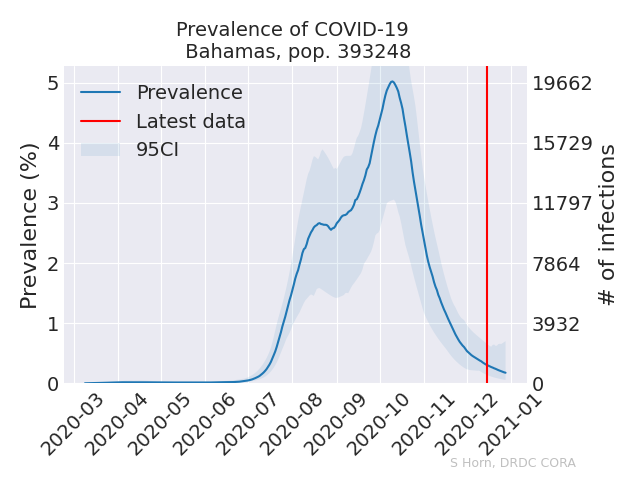 Prevalence of COVID-19
Bahamas, pop. 393248
Prevalence
Latest data
95CI
Prevalence (%)
5
4
3
2
1
0
19662
15729
11797
7864
3932
0
# of infections
2020-03
2020-04
2020-05
2020-06
2020-07
2020-08
2020-09
2020-10
2020-11
2020-12
2021-01
S Horn, DRDC CORA